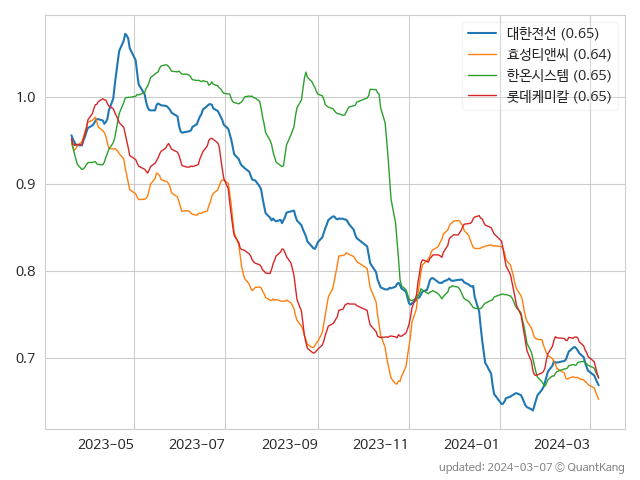 대한전선 (0.65)
효성티앤씨 (0.64)
한온시스템 (0.65)
롯데케미칼 (0.65)
1.0
0.9
0.8
0.7
2023-05 2023-07 2023-09 2023-11 2024-01 2024-03
updated: 2024-03-07 © QuantKang